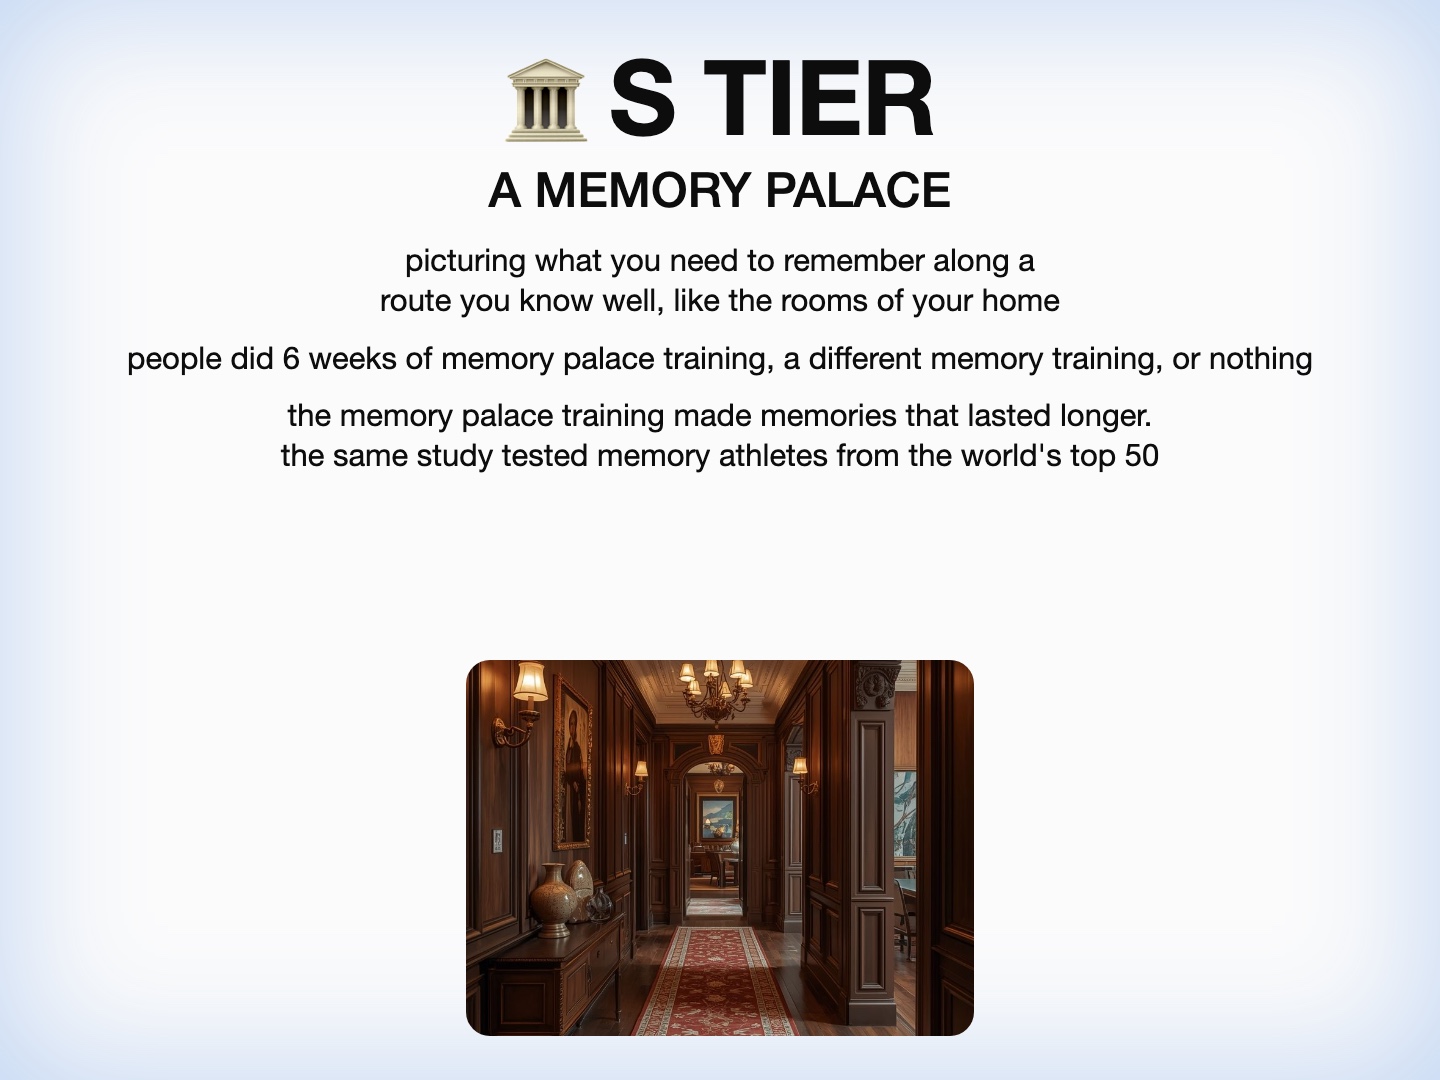 S TIER
A MEMORY PALACE
picturing what you need to remember along a
route you know well, like the rooms of your home
people did 6 weeks of memory palace training, a different memory training, or nothing
the memory palace training made memories that lasted longer.
the same study tested memory athletes from the world's top 50